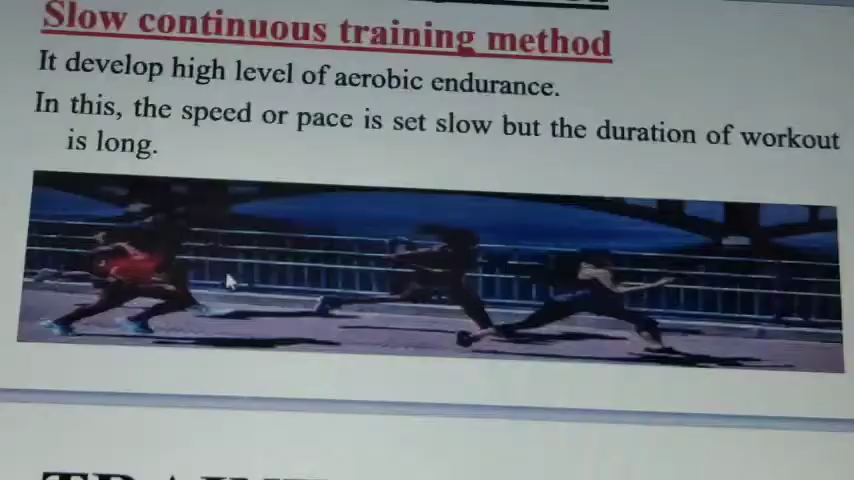 Slow continuous training method
It develop high level of aerobic endurance.
In this, the speed or pace is set slow but the duration of workout
is long.